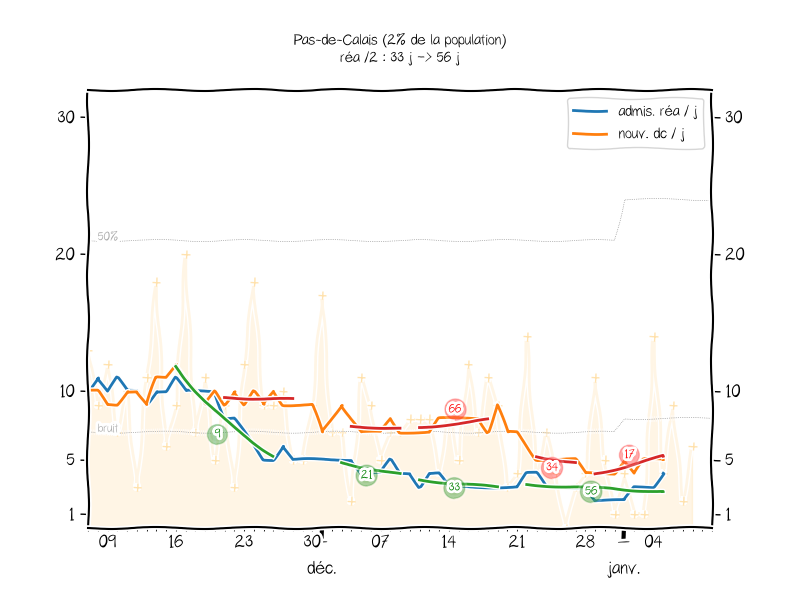 Pas-de-Calais (2% de la population)
réa /2 : 33 j -> 56 j
admis. réa / j
nouv. dc / j
30
30
50%
20
20
10
10
bruit
66
9
17
34
5
5
21
33
56
1
1
09 16 23 30 07 14 21 28 04
déc. janv.